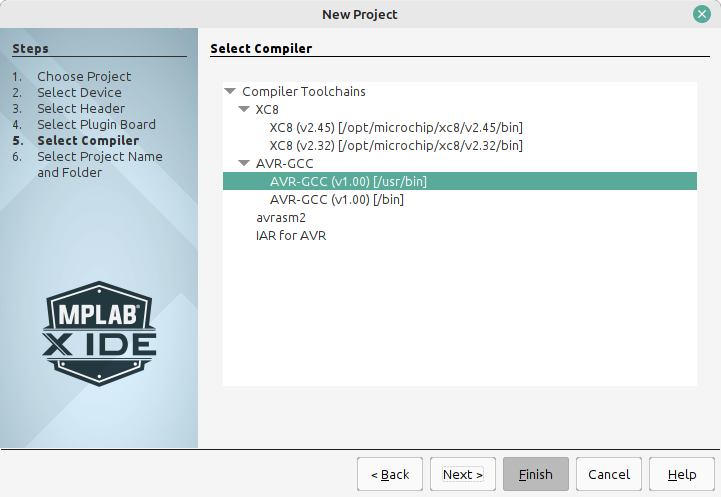 New Project
Steps
1. Choose Project
2. Select Device
3. Select Header
4. Select Plugin Board
5. Select Compiler
6. Select Project Name
and Folder
MPLAB®
X IDE
Select Compiler
Compiler Toolchains
XC8
XC8 (v2.45) [/opt/microchip/xc8/v2.45/bin]
XC8 (v2.32) [/opt/microchip/xc8/v2.32/bin]
AVR-GCC
AVR-GCC (v1.00) [/usr/bin]
AVR-GCC (v1.00) [/bin]
avrasm2
IAR for AVR
< Back
Next >
Finish
Cancel
Help